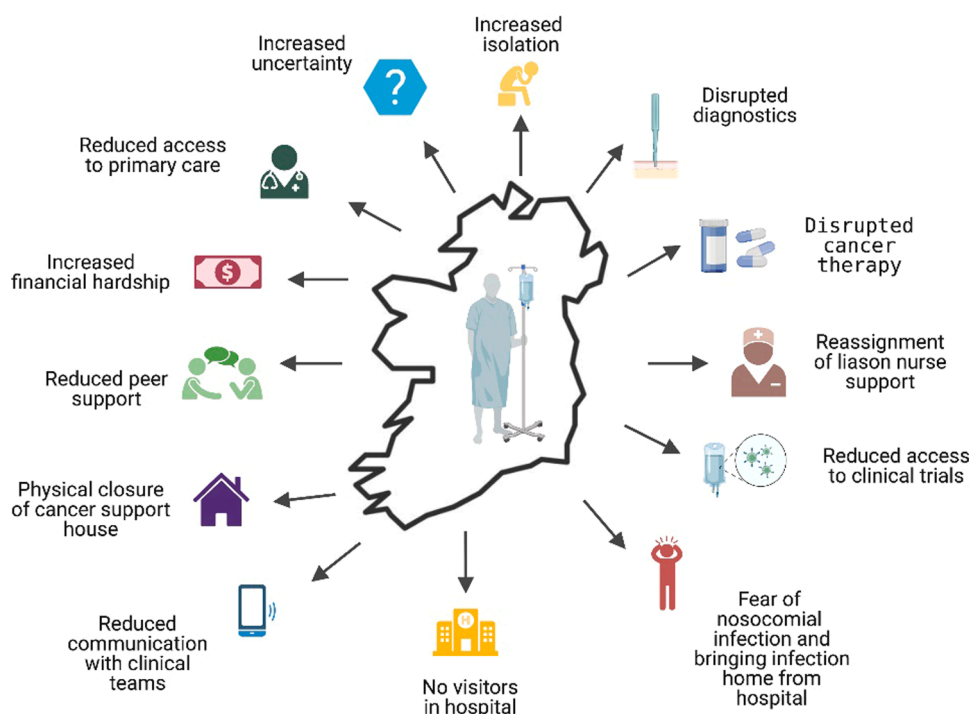 Increased
isolation
Increased
uncertainty
?
Disrupted
diagnostics
Reduced access
to primary care
Disrupted
cancer
therapy
Increased
financial hardship
$
Reassignment
of liason nurse
support
Reduced peer
support
Reduced access
to clinical trials
Physical closure
of cancer support
house
Reduced
communication
with clinical
teams
H
No visitors
in hospital
Fear of
nosocomial
infection and
bringing infection
home from
hospital